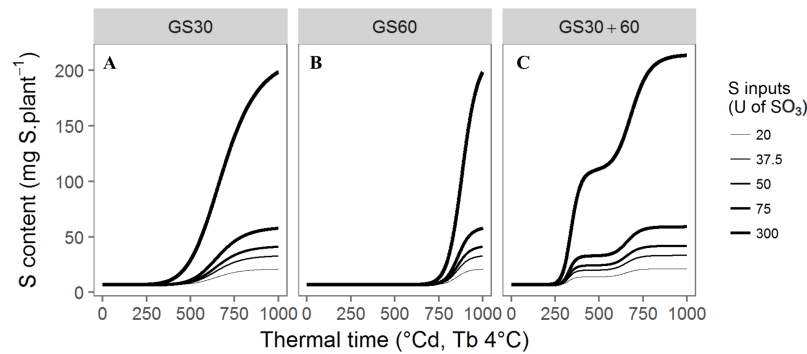 GS30 GS60 GS30 + 60
A B C
S content (mg S.plant⁻¹)
200
150
100
50
0
0 250 500 750 1000 0 250 500 750 1000 0 250 500 750 1000
Thermal time (°Cd, Tb 4°C)
S inputs
(U of SO₃)
20
37.5
50
75
300